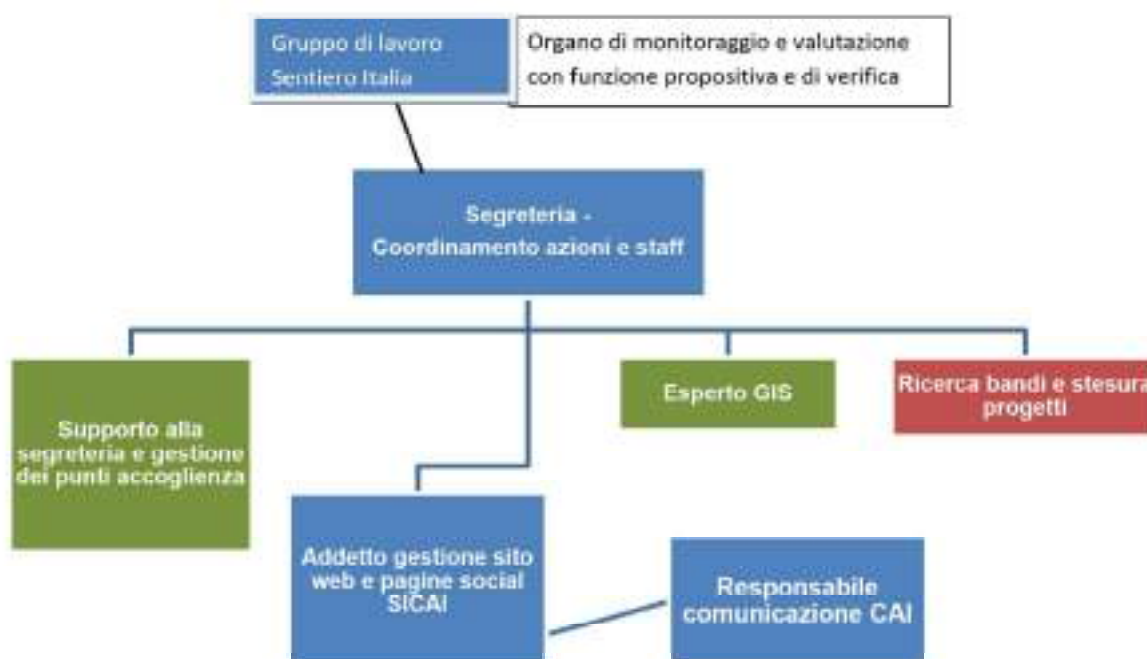 Gruppo di lavoro
Sentiero Italia
Organo di monitoraggio e valutazione
con funzione propositiva e di verifica
Segreteria -
Coordinamento azioni e staff
Supporto alla
segreteria e gestione
dei punti accoglienza
Esperto GIS
Ricerca bandi e stesura
progetti
Addetto gestione sito
web e pagine social
SICAI
Responsabile
comunicazione CAI